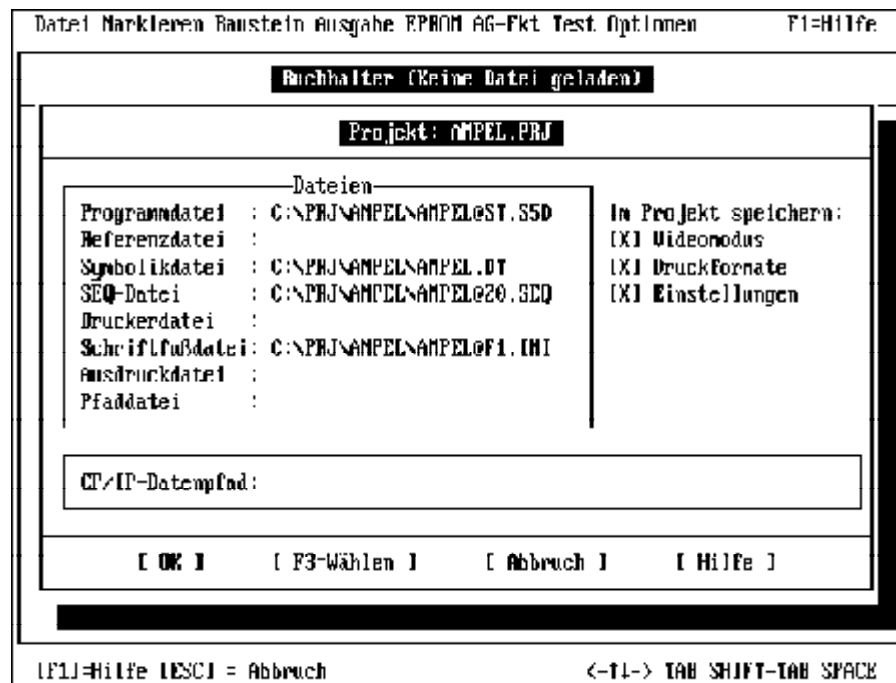 Datei Markieren Baustein Ausgabe EPROM AG-Fkt Test Optionen F1=Hilfe
Buchhalter (Keine Datei geladen)
Projekt: AMPEL.PRJ
Dateien
Programmdatei : C:\PRJ\AMPEL\AMPEL@ST.S5D
Referenzdatei :
Symbolikdatei : C:\PRJ\AMPEL\AMPEL.DT
SEQ-Datei : C:\PRJ\AMPEL\AMPEL@20.SEQ
Druckerdatei :
Schriftfußdatei: C:\PRJ\AMPEL\AMPEL@F1.INI
Ausdruckdatei :
Pfaddatei :
Im Projekt speichern:
[X] Videomodus
[X] Druckformate
[X] Einstellungen
CP/IP-Datenpfad:
[ OK ] [ F3-Wählen ] [ Abbruch ] [ Hilfe ]
[F1]=Hilfe [ESC] = Abbruch <-↑↓-> TAB SHIFT-TAB SPACE